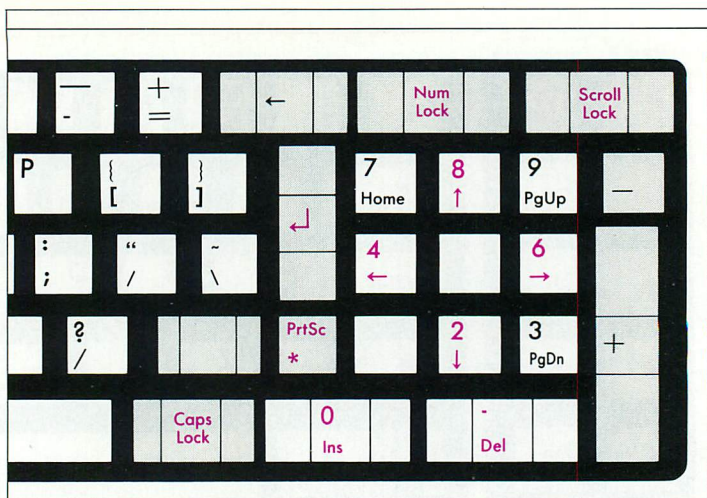 — + ← Num Scroll
- = Lock Lock
P { } 7 8 9 —
[ ] Home ↑ PgUp
: “ ~ ↵ 4 6
; / \ ← → +
? PrtSc 2 3
/ * ↓ PgDn
Caps 0 -
Lock Ins Del